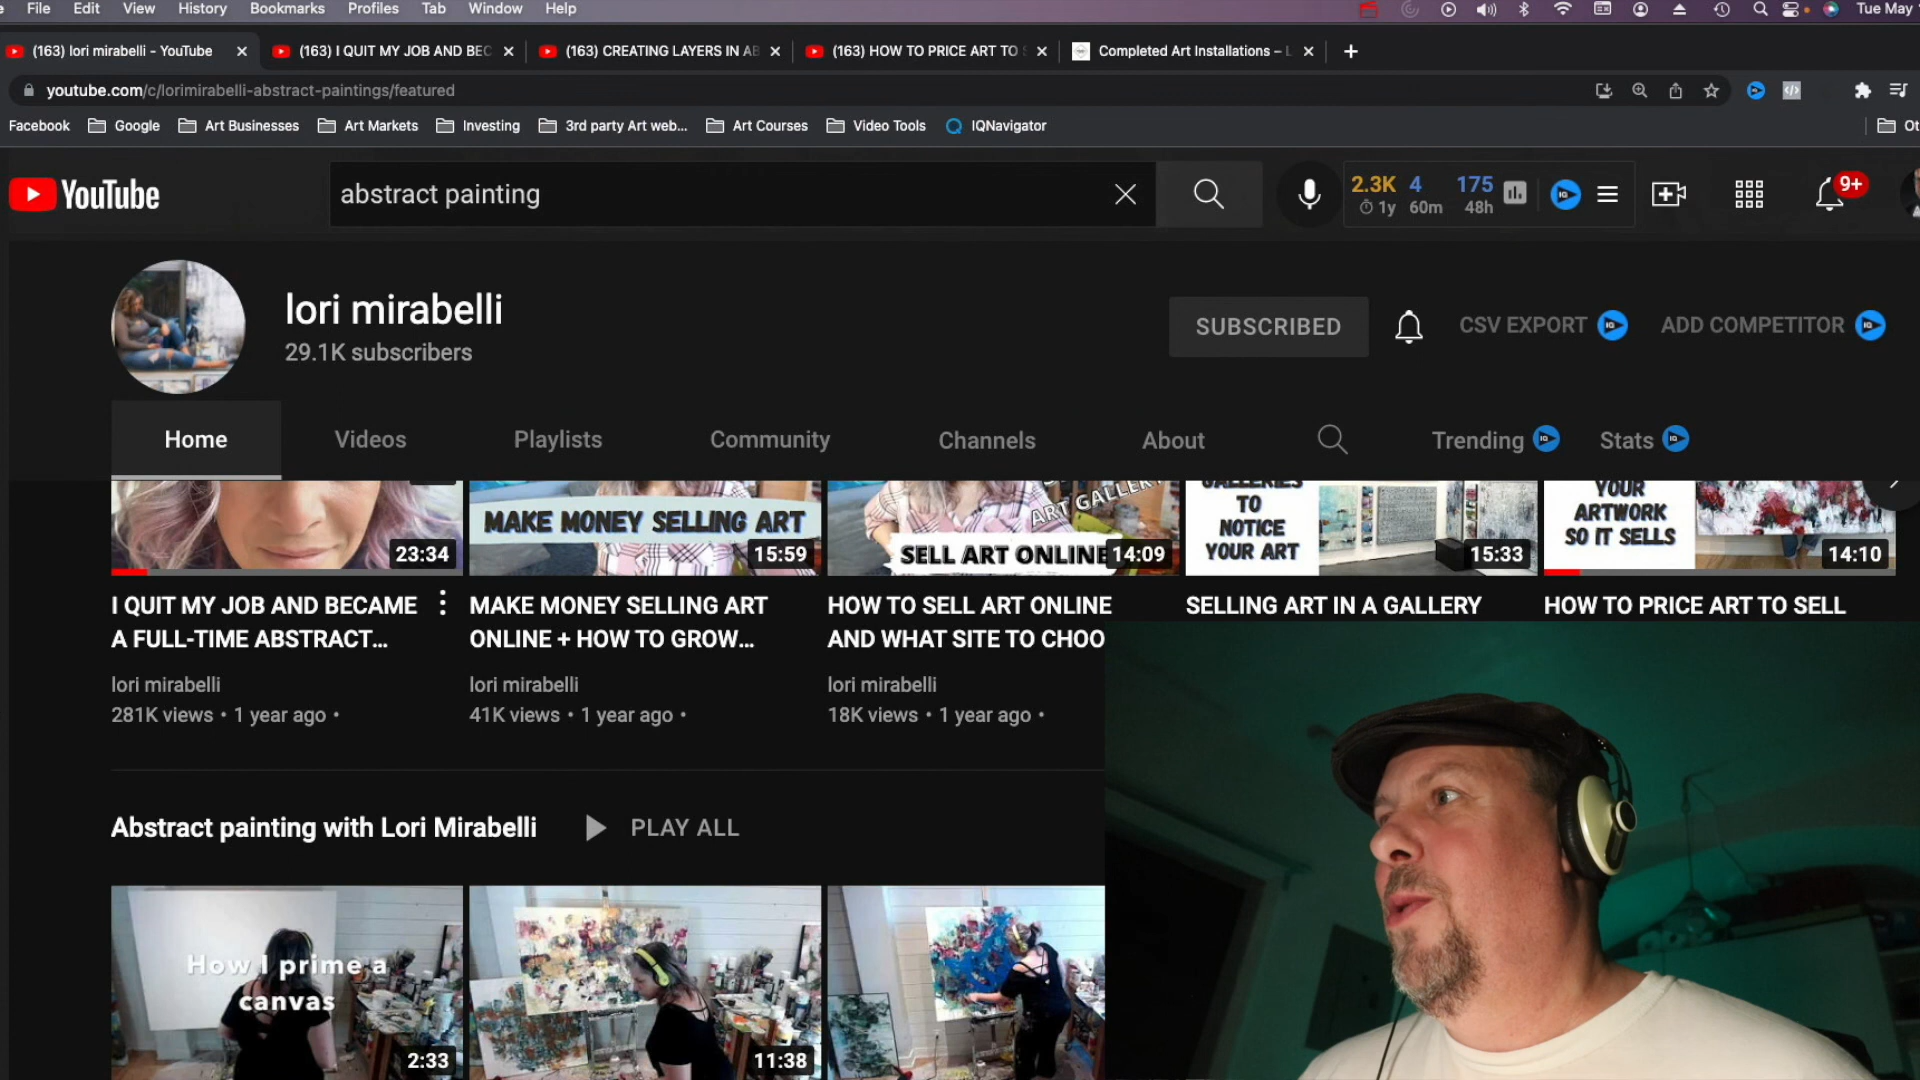 File Edit View History Bookmarks Profiles Tab Window Help Tue May
(163) lori mirabelli - YouTube
(163) I QUIT MY JOB AND BEC
(163) CREATING LAYERS IN AB
(163) HOW TO PRICE ART TO
Completed Art Installations –
youtube.com/c/lorimirabelli-abstract-paintings/featured
Facebook Google Art Businesses Art Markets Investing 3rd party Art web... Art Courses Video Tools IQNavigator Ot
YouTube
abstract painting
2.3K 4 175
1y 60m 48h
9+
lori mirabelli
29.1K subscribers
SUBSCRIBED
CSV EXPORT
ADD COMPETITOR
Home Videos Playlists Community Channels About Trending Stats
23:34
MAKE MONEY SELLING ART
15:59
ART GALLERY
SELL ART ONLINE
14:09
GALLERIES
TO
NOTICE
YOUR ART
15:33
YOUR
ARTWORK
SO IT SELLS
14:10
I QUIT MY JOB AND BECAME
A FULL-TIME ABSTRACT...
lori mirabelli
281K views • 1 year ago •
MAKE MONEY SELLING ART
ONLINE + HOW TO GROW...
lori mirabelli
41K views • 1 year ago •
HOW TO SELL ART ONLINE
AND WHAT SITE TO CHOO
lori mirabelli
18K views • 1 year ago •
SELLING ART IN A GALLERY
HOW TO PRICE ART TO SELL
Abstract painting with Lori Mirabelli
PLAY ALL
How I prime a
canvas
2:33
11:38